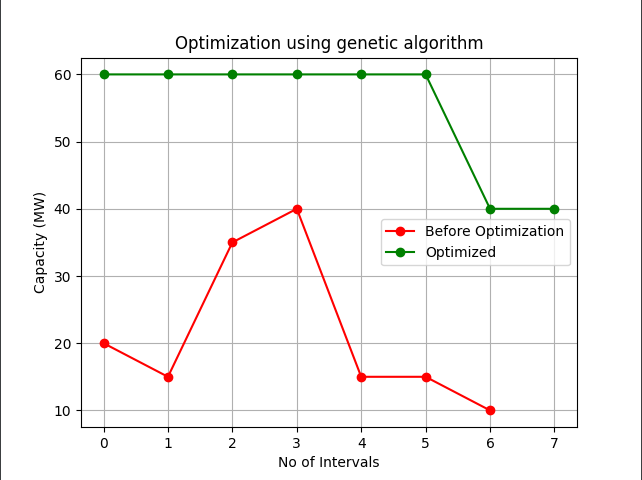 Optimization using genetic algorithm
60
50
40
30
20
10
Capacity (MW)
Before Optimization
Optimized
0 1 2 3 4 5 6 7
No of Intervals